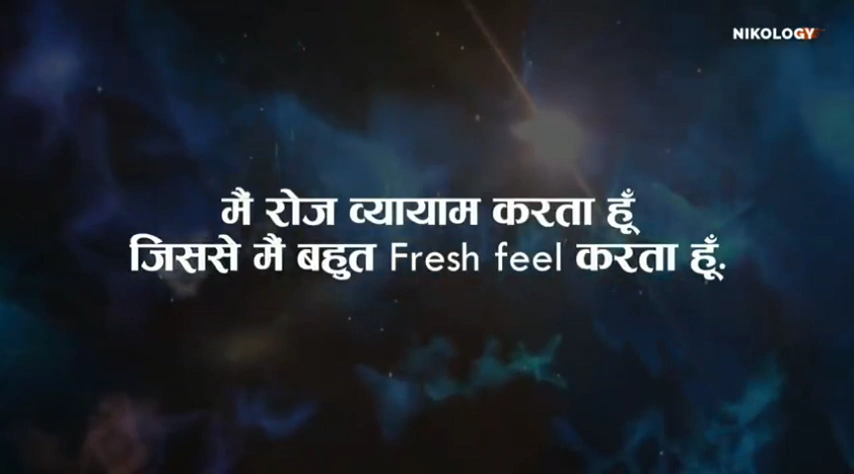 NIKOLOGY
मैं रोज व्यायाम करता हूँ
जिससे मैं बहुत Fresh feel करता हूँ.